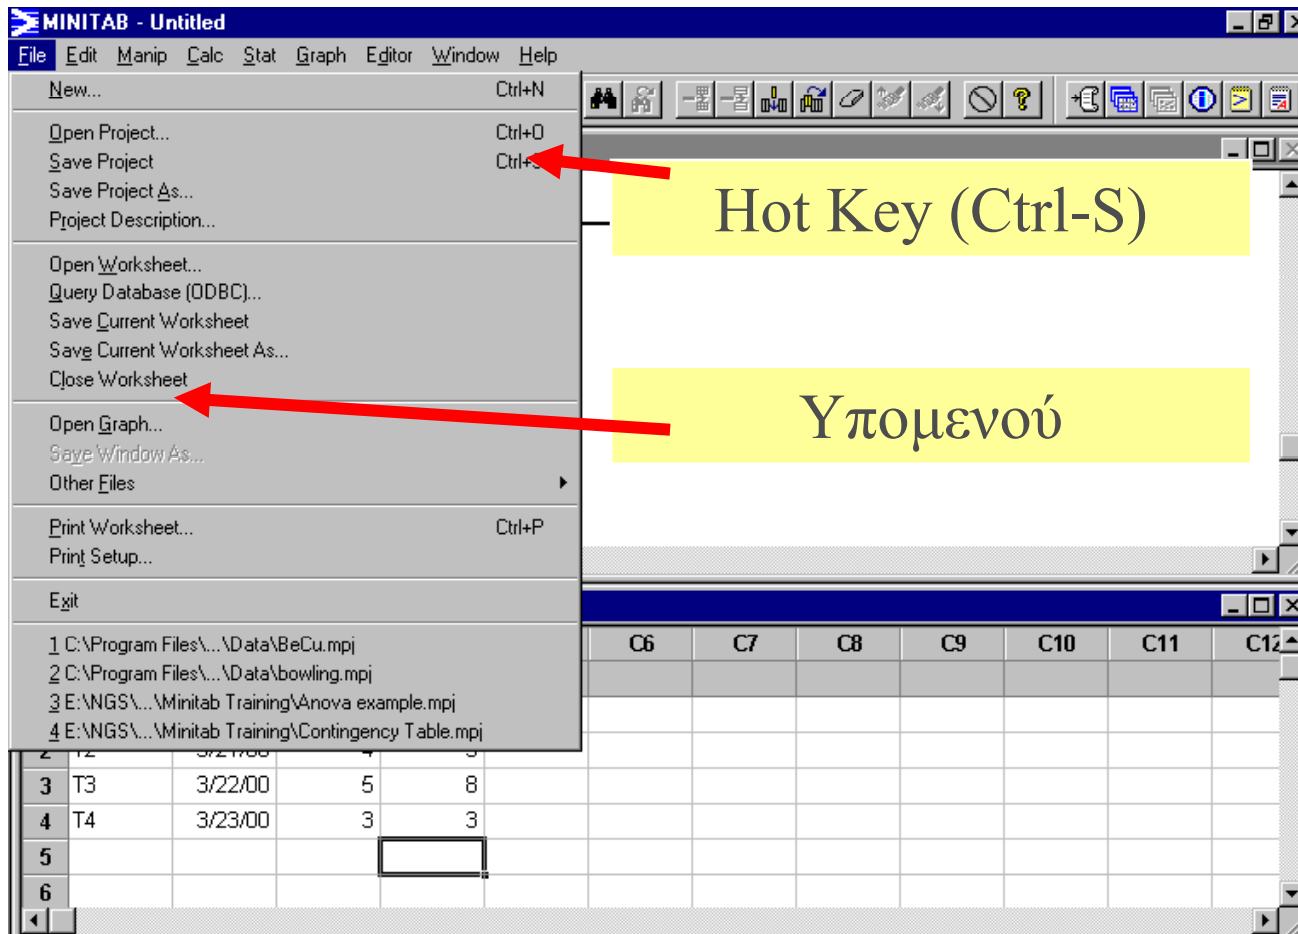 MINITAB - Untitled
File Edit Manip Calc Stat Graph Editor Window Help
New... Ctrl+N
Open Project... Ctrl+O
Save Project
Save Project As...
Project Description...
Hot Key (Ctrl-S)
Open Worksheet...
Query Database (ODBC)...
Save Current Worksheet
Save Current Worksheet As...
Close Worksheet
Υπομενού
Open Graph...
Save Window As...
Other Files
Print Worksheet... Ctrl+P
Print Setup...
Exit
1 C:\Program Files\...\Data\BeCu.mpj
2 C:\Program Files\...\Data\bowling.mpj
3 E:\NGS\...\Minitab Training\Anova example.mpj
4 E:\NGS\...\Minitab Training\Contingency Table.mpj
C6 C7 C8 C9 C10 C11 C12
3 T3 3/22/00 5 8
4 T4 3/23/00 3 3
5
6